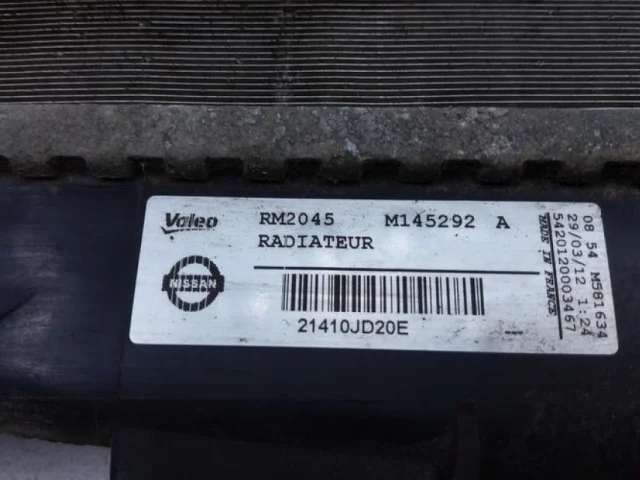 Valeo RM2045 M145292 A
RADIATEUR
NISSAN
21410JD20E
MADE IN FRANCE
5420120003467
29/03/12 1:24
08 54 M581634